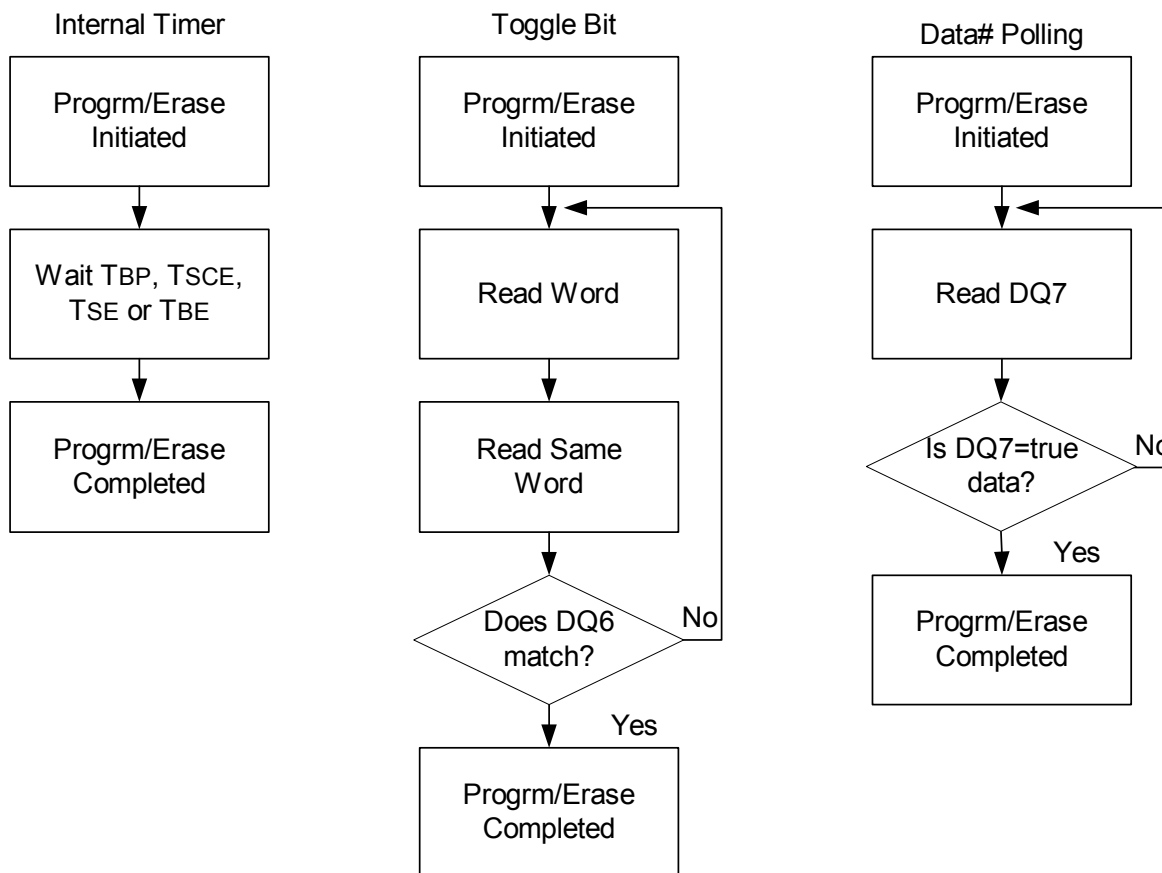 Internal Timer
Progrm/Erase
Initiated
Wait TBP, TSCE,
TSE or TBE
Progrm/Erase
Completed
Toggle Bit
Progrm/Erase
Initiated
Read Word
Read Same
Word
Does DQ6
match?
No
Yes
Progrm/Erase
Completed
Data# Polling
Progrm/Erase
Initiated
Read DQ7
Is DQ7=true
data?
No
Yes
Progrm/Erase
Completed